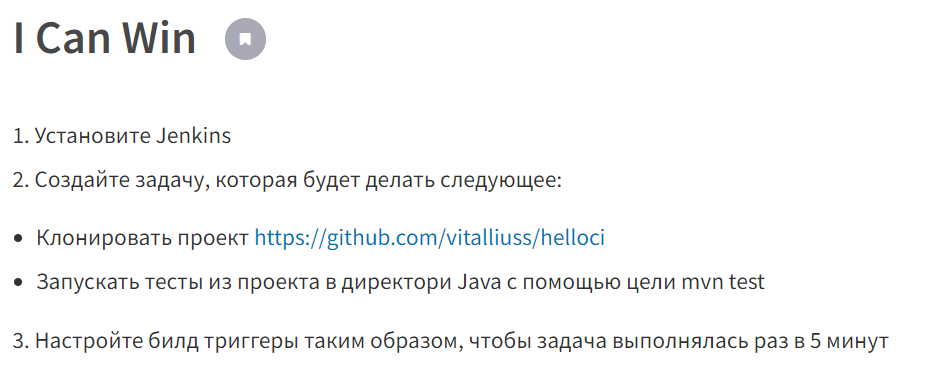 I Can Win
1. Установите Jenkins
2. Создайте задачу, которая будет делать следующее:
• Клонировать проект https://github.com/vitalliuss/helloci
• Запускать тесты из проекта в директори Java с помощью цели mvn test
3. Настройте билд триггеры таким образом, чтобы задача выполнялась раз в 5 минут